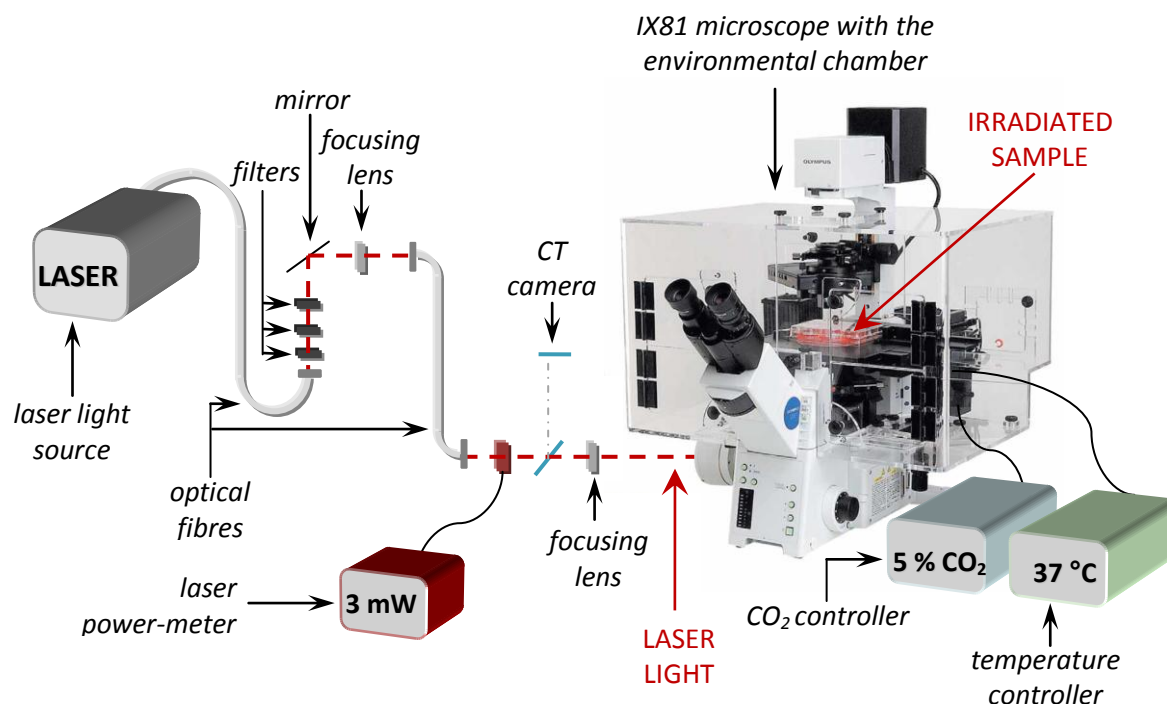 IX81 microscope with the
environmental chamber
mirror
focusing
lens
filters
IRRADIATED
SAMPLE
OLYMPUS
CT
camera
LASER
laser light
source
optical
fibres
OLYMPUS
focusing
lens
5 % CO₂
37 °C
laser
power-meter
3 mW
CO₂ controller
LASER
LIGHT
temperature
controller